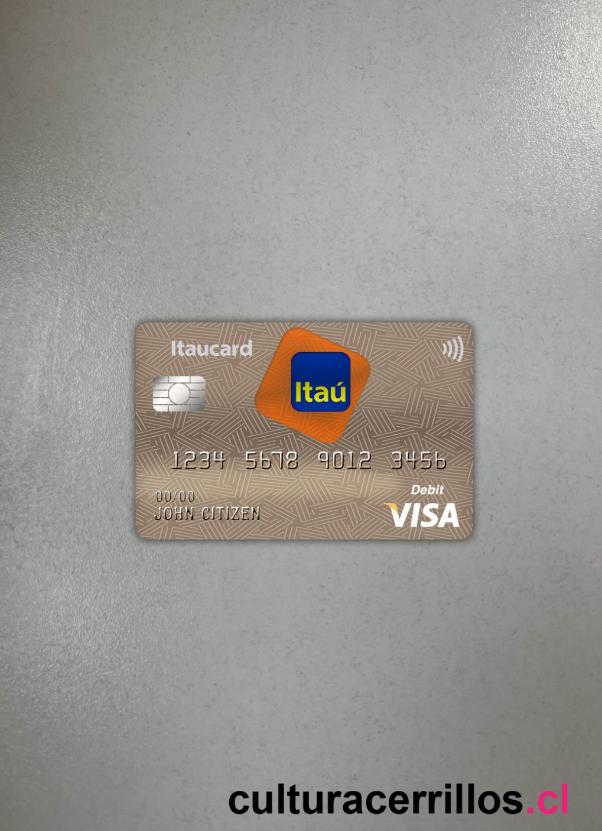 Itaucard
Itaú
1234 5678 9012 3456
00/00
JOHN CITIZEN
Debit
VISA
culturacerrillos.cl